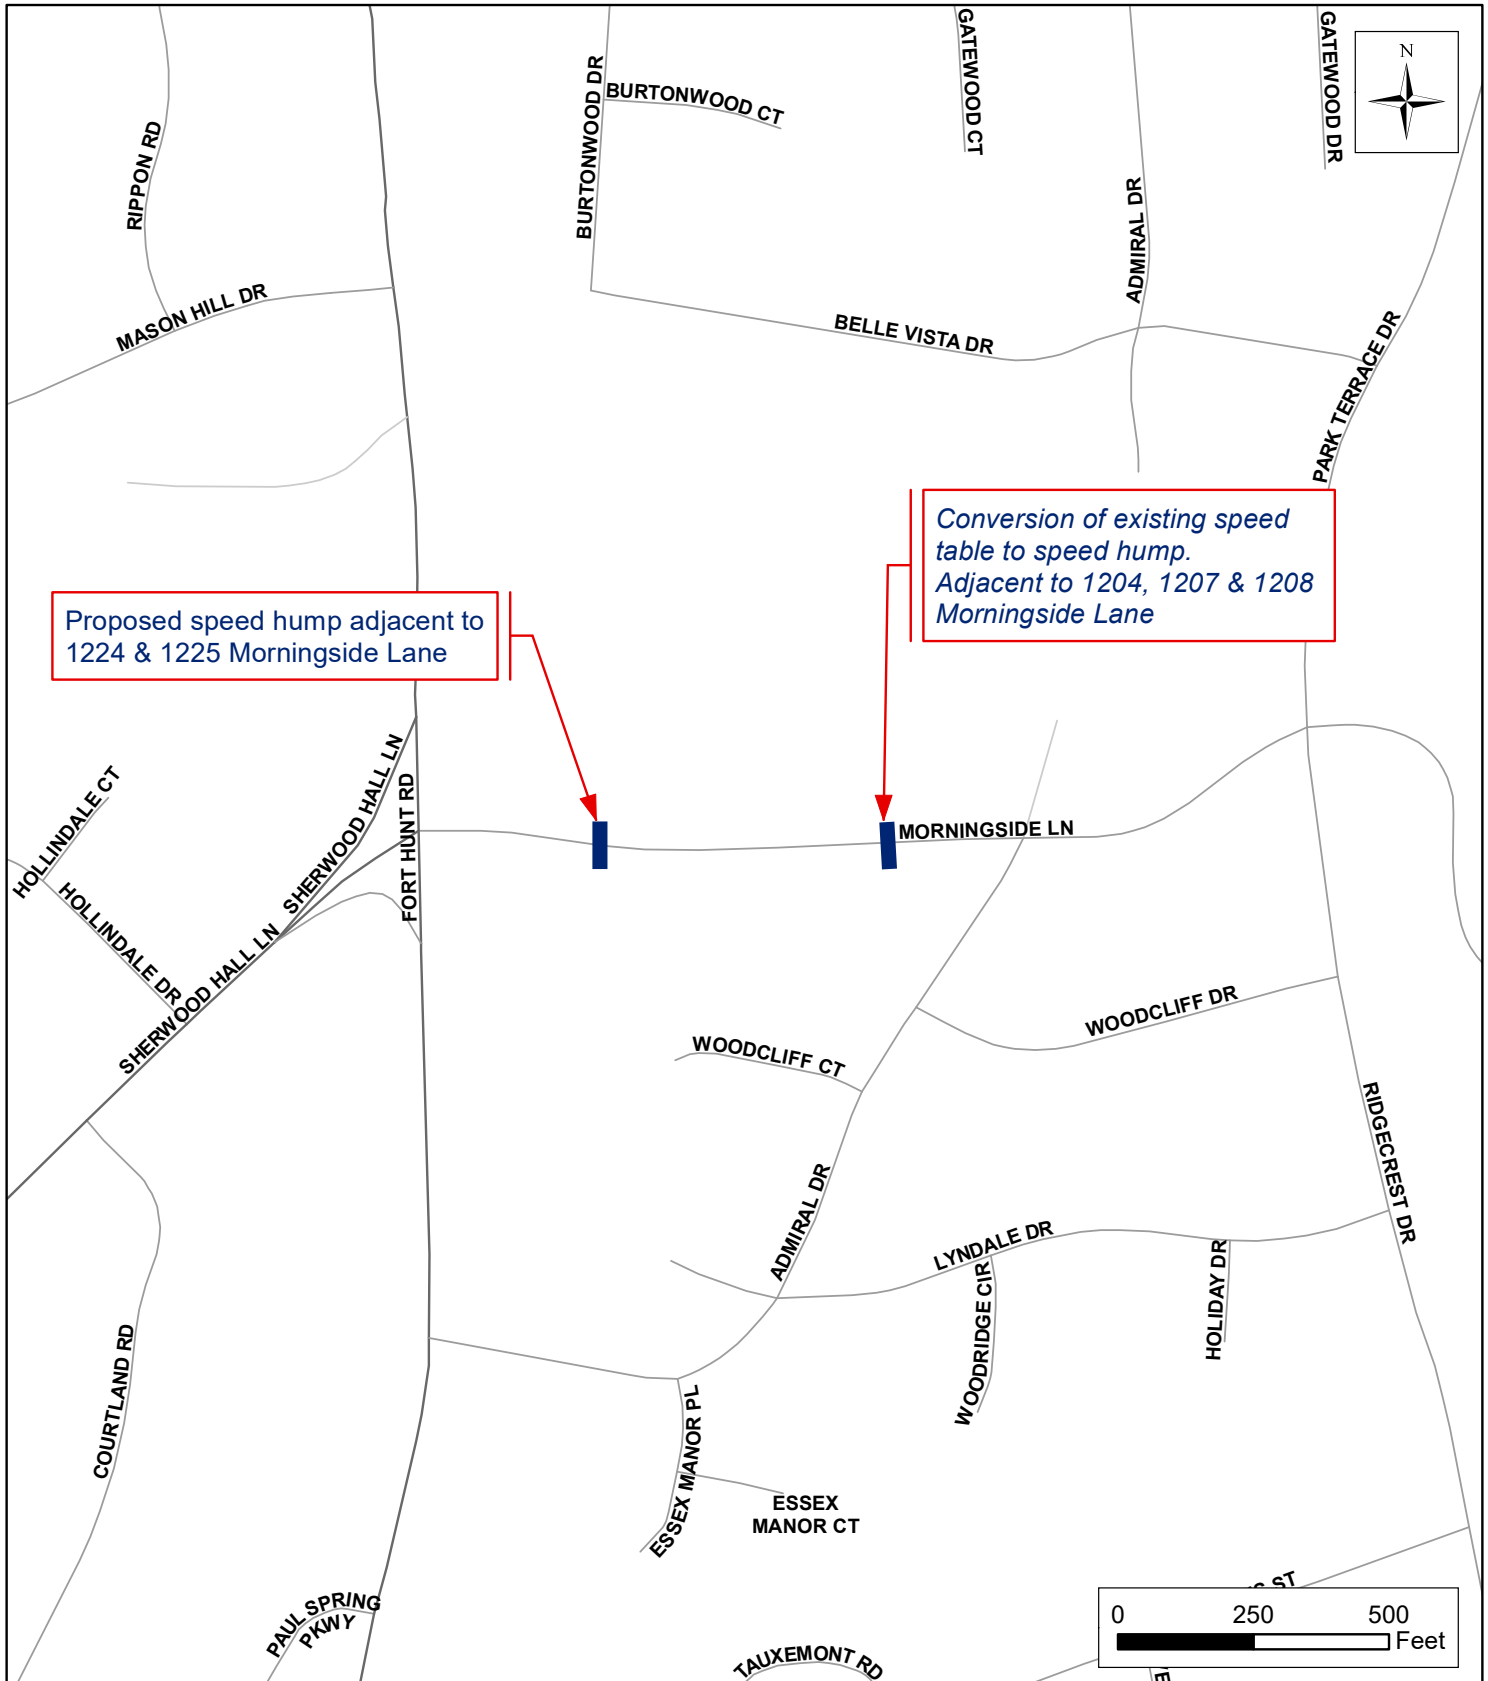 GATEWOOD CT
GATEWOOD DR
N
BURTONWOOD DR
BURTONWOOD CT
RIPPON RD
ADMIRAL DR
MASON HILL DR
BELLE VISTA DR
PARK TERRACE DR
Conversion of existing speed
table to speed hump.
Adjacent to 1204, 1207 & 1208
Morningside Lane
Proposed speed hump adjacent to
1224 & 1225 Morningside Lane
SHERWOOD HALL LN
FORT HUNT RD
MORNINGSIDE LN
HOLLINDALE CT
HOLLINDALE DR
SHERWOOD HALL LN
WOODCLIFF DR
WOODCLIFF CT
RIDGECREST DR
ADMIRAL DR
LYNDALE DR
WOODRIDGE CIR
HOLIDAY DR
COURTLAND RD
ESSEX MANOR PL
ESSEX
MANOR CT
PAUL SPRING
PKWY
TAUXEMONT RD
ST
0 250 500
Feet